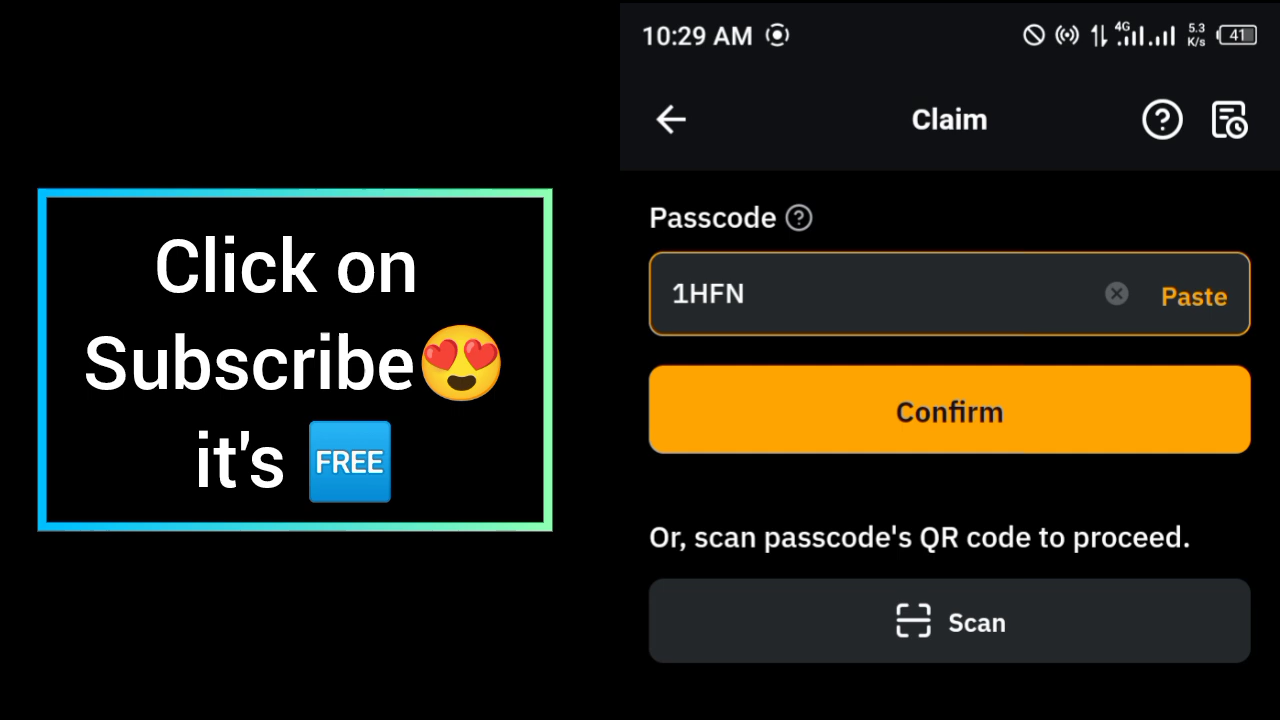 Click on
Subscribe😍
it's 🆓
10:29 AM
4G
5.3
K/s
41
Claim
Passcode
1HFN
Paste
Confirm
Or, scan passcode's QR code to proceed.
Scan